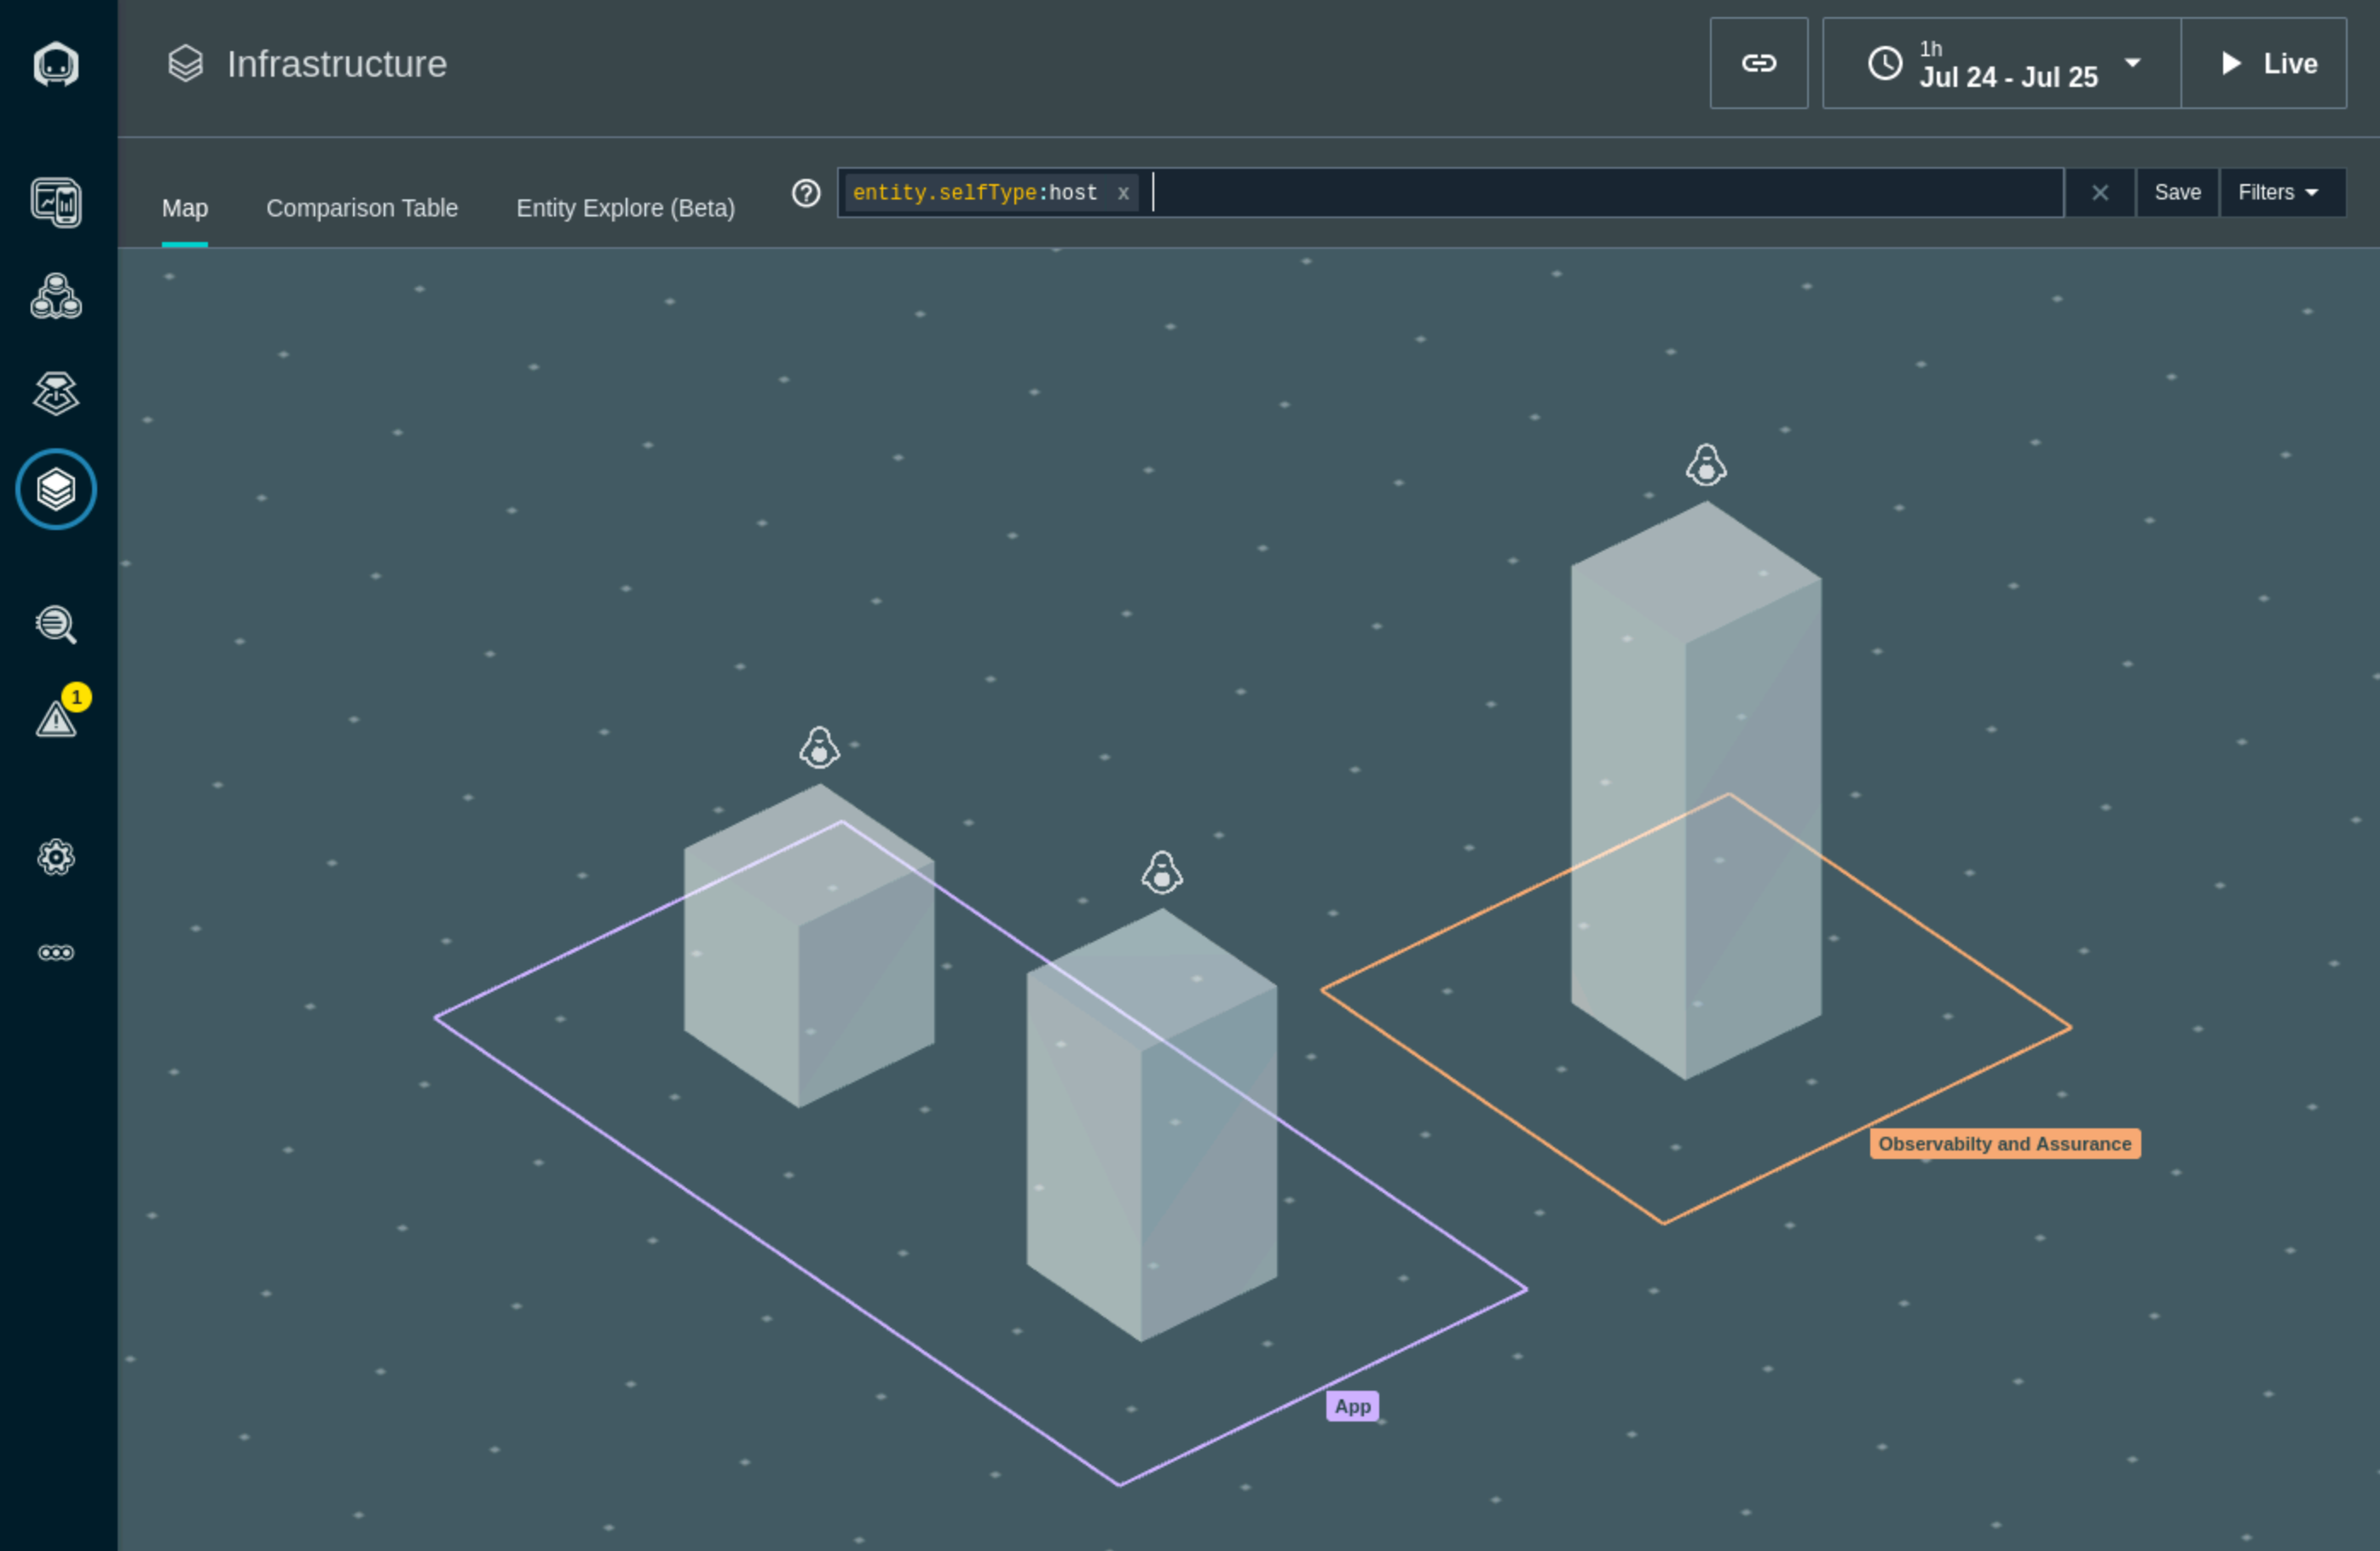 Infrastructure
1h
Jul 24 - Jul 25
Live
Map
Comparison Table
Entity Explore (Beta)
entity.selfType:host x
Save
Filters
1
Observabilty and Assurance
App